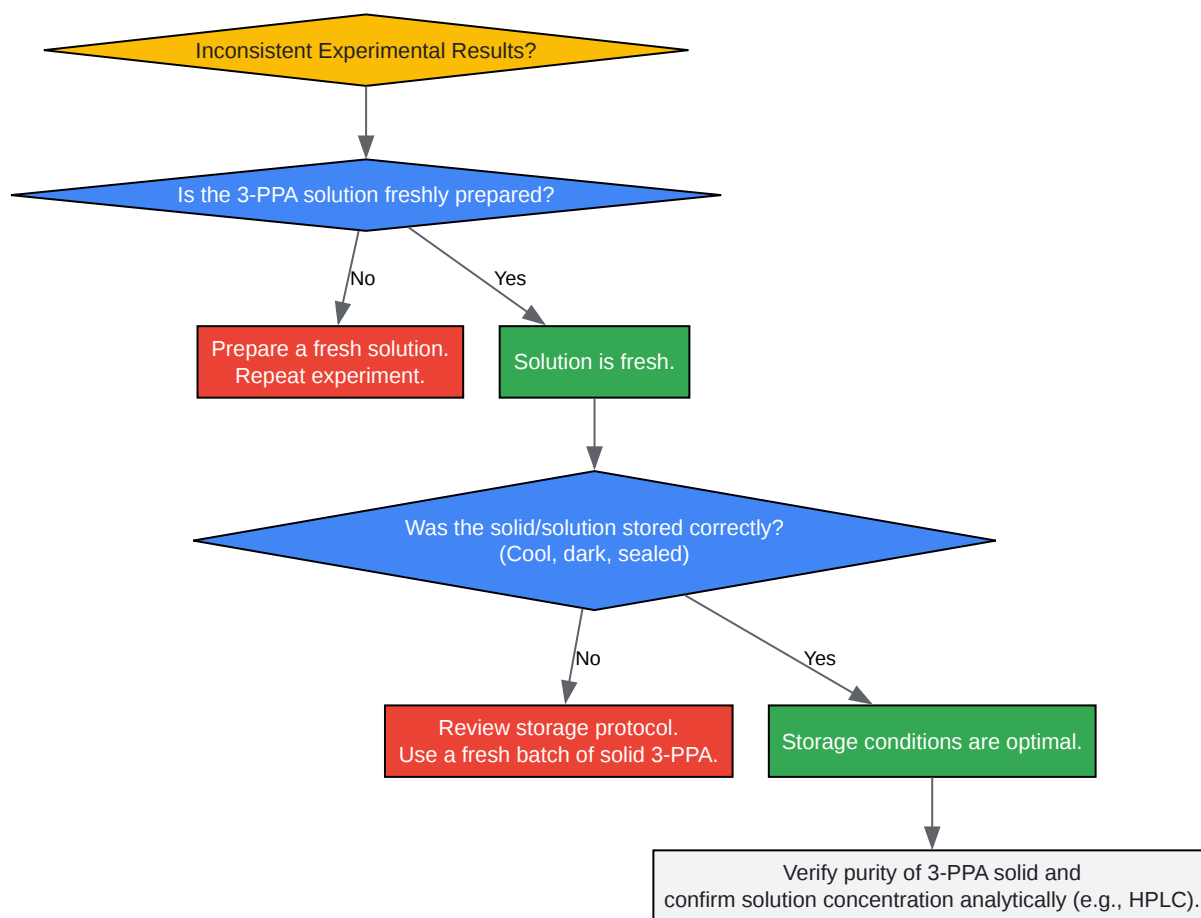 Inconsistent Experimental Results?
Is the 3-PPA solution freshly prepared?
No
Yes
Prepare a fresh solution.
Repeat experiment.
Solution is fresh.
Was the solid/solution stored correctly?
(Cool, dark, sealed)
No
Yes
Review storage protocol.
Use a fresh batch of solid 3-PPA.
Storage conditions are optimal.
Verify purity of 3-PPA solid and
confirm solution concentration analytically (e.g., HPLC).